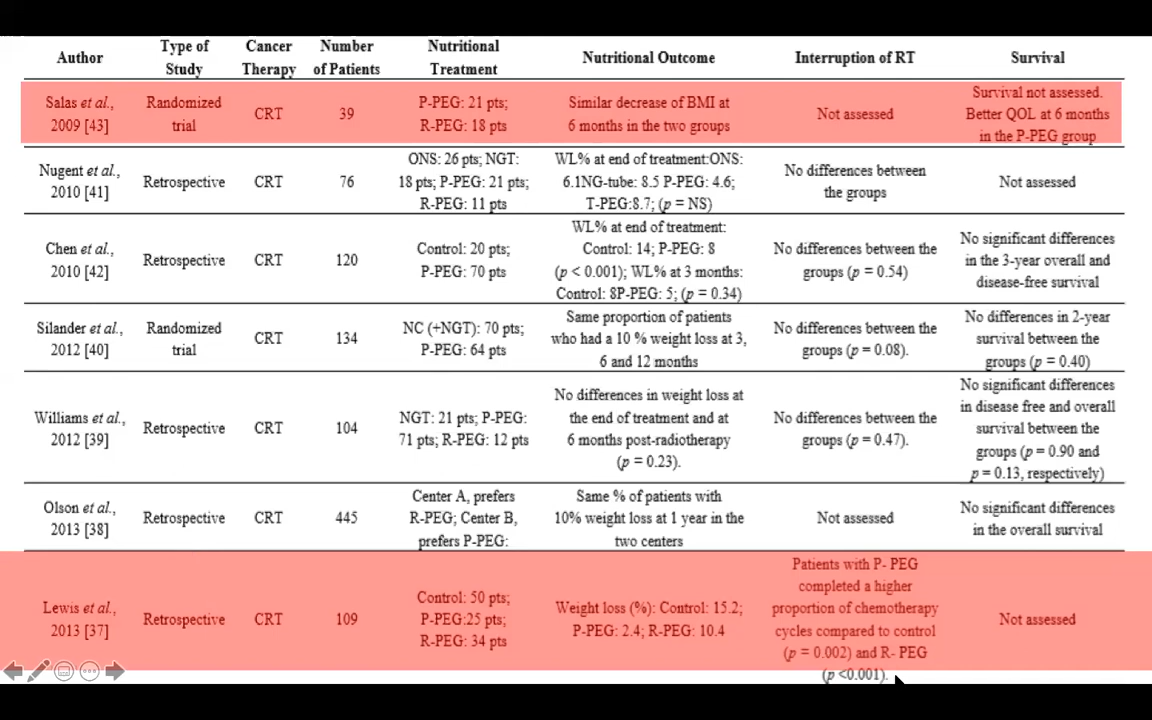 Author
Type of
Study
Cancer
Therapy
Number
of Patients
Nutritional
Treatment
Nutritional Outcome
Interruption of RT
Survival
Salas et al.,
2009 [43]
Randomized
trial
CRT
39
P-PEG: 21 pts;
R-PEG: 18 pts
Similar decrease of BMI at
6 months in the two groups
Not assessed
Survival not assessed.
Better QOL at 6 months
in the P-PEG group
Nugent et al.,
2010 [41]
Retrospective
CRT
76
ONS: 26 pts; NGT:
18 pts; P-PEG: 21 pts;
R-PEG: 11 pts
WL% at end of treatment:ONS:
6.1NG-tube: 8.5 P-PEG: 4.6;
T-PEG:8.7; (p = NS)
No differences between
the groups
Not assessed
Chen et al.,
2010 [42]
Retrospective
CRT
120
Control: 20 pts;
P-PEG: 70 pts
WL% at end of treatment:
Control: 14; P-PEG: 8
(p < 0.001); WL% at 3 months:
Control: 8P-PEG: 5; (p = 0.34)
No differences between the
groups (p = 0.54)
No significant differences
in the 3-year overall and
disease-free survival
Silander et al.,
2012 [40]
Randomized
trial
CRT
134
NC (+NGT): 70 pts;
P-PEG: 64 pts
Same proportion of patients
who had a 10 % weight loss at 3,
6 and 12 months
No differences between the
groups (p = 0.08).
No differences in 2-year
survival between the
groups (p = 0.40)
Williams et al.,
2012 [39]
Retrospective
CRT
104
NGT: 21 pts; P-PEG:
71 pts; R-PEG: 12 pts
No differences in weight loss at
the end of treatment and at
6 months post-radiotherapy
(p = 0.23).
No differences between the
groups (p = 0.47).
No significant differences
in disease free and overall
survival between the
groups (p = 0.90 and
p = 0.13, respectively)
Olson et al.,
2013 [38]
Retrospective
CRT
445
Center A, prefers
R-PEG; Center B,
prefers P-PEG:
Same % of patients with
10% weight loss at 1 year in the
two centers
Not assessed
No significant differences
in the overall survival
Lewis et al.,
2013 [37]
Retrospective
CRT
109
Control: 50 pts;
P-PEG:25 pts;
R-PEG: 34 pts
Weight loss (%): Control: 15.2;
P-PEG: 2.4; R-PEG: 10.4
Patients with P- PEG
completed a higher
proportion of chemotherapy
cycles compared to control
(p = 0.002) and R- PEG
(p <0.001).
Not assessed